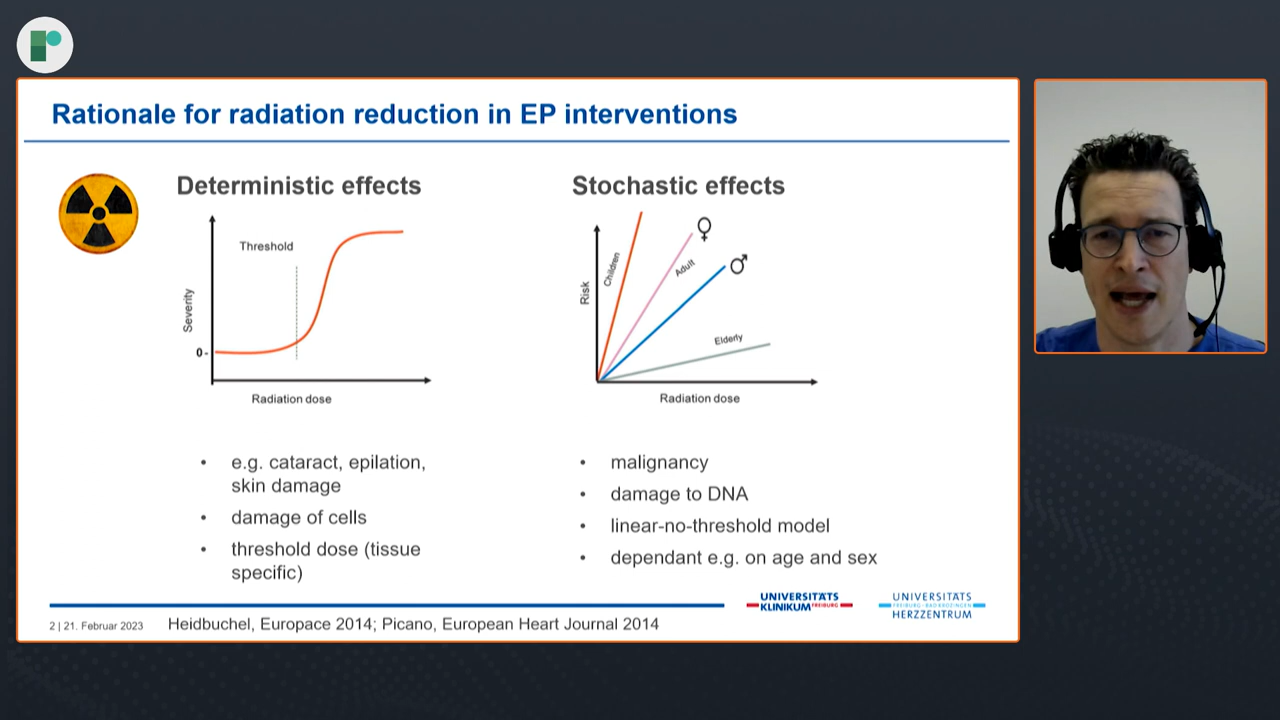 Rationale for radiation reduction in EP interventions
Deterministic effects
Threshold
Severity
0-
Radiation dose
• e.g. cataract, epilation,
skin damage
• damage of cells
• threshold dose (tissue
specific)
Stochastic effects
Children
Adult
Risk
Elderly
Radiation dose
• malignancy
• damage to DNA
• linear-no-threshold model
• dependant e.g. on age and sex
2 | 21. Februar 2023
Heidbuchel, Europace 2014; Picano, European Heart Journal 2014
UNIVERSITÄTS
KLINIKUM FREIBURG
UNIVERSITÄTS
FREIBURG · BAD KROZINGEN
HERZZENTRUM